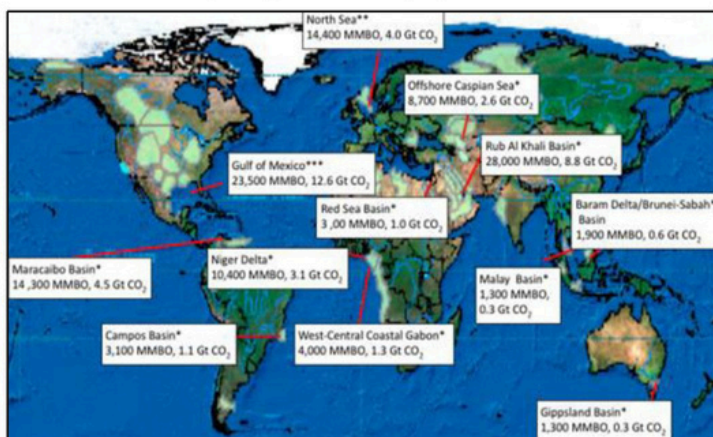 North Sea**
14,400 MMBO, 4.0 Gt CO₂
Offshore Caspian Sea*
8,700 MMBO, 2.6 Gt CO₂
Rub Al Khali Basin*
28,000 MMBO, 8.8 Gt CO₂
Gulf of Mexico***
23,500 MMBO, 12.6 Gt CO₂
Red Sea Basin*
3 ,00 MMBO, 1.0 Gt CO₂
Baram Delta/Brunei-Sabah*
Basin
1,900 MMBO, 0.6 Gt CO₂
Maracaibo Basin*
14 ,300 MMBO, 4.5 Gt CO₂
Niger Delta*
10,400 MMBO, 3.1 Gt CO₂
Malay Basin*
1,300 MMBO,
0.3 Gt CO₂
Campos Basin*
3,100 MMBO, 1.1 Gt CO₂
West-Central Coastal Gabon*
4,000 MMBO, 1.3 Gt CO₂
Gippsland Basin*
1,300 MMBO, 0.3 Gt CO₂